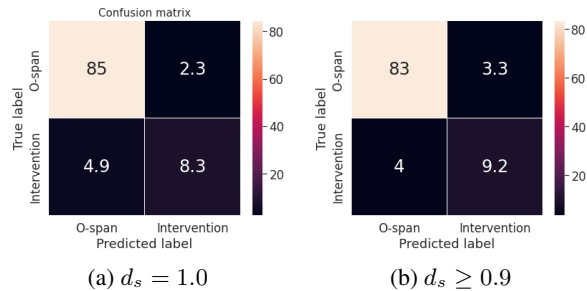 Confusion matrix
True label
O-span
Intervention
85
2.3
4.9
8.3
80
60
40
20
O-span Intervention
Predicted label
(a) d_s = 1.0
True label
O-span
Intervention
83
3.3
4
9.2
80
60
40
20
O-span Intervention
Predicted label
(b) d_s ≥ 0.9